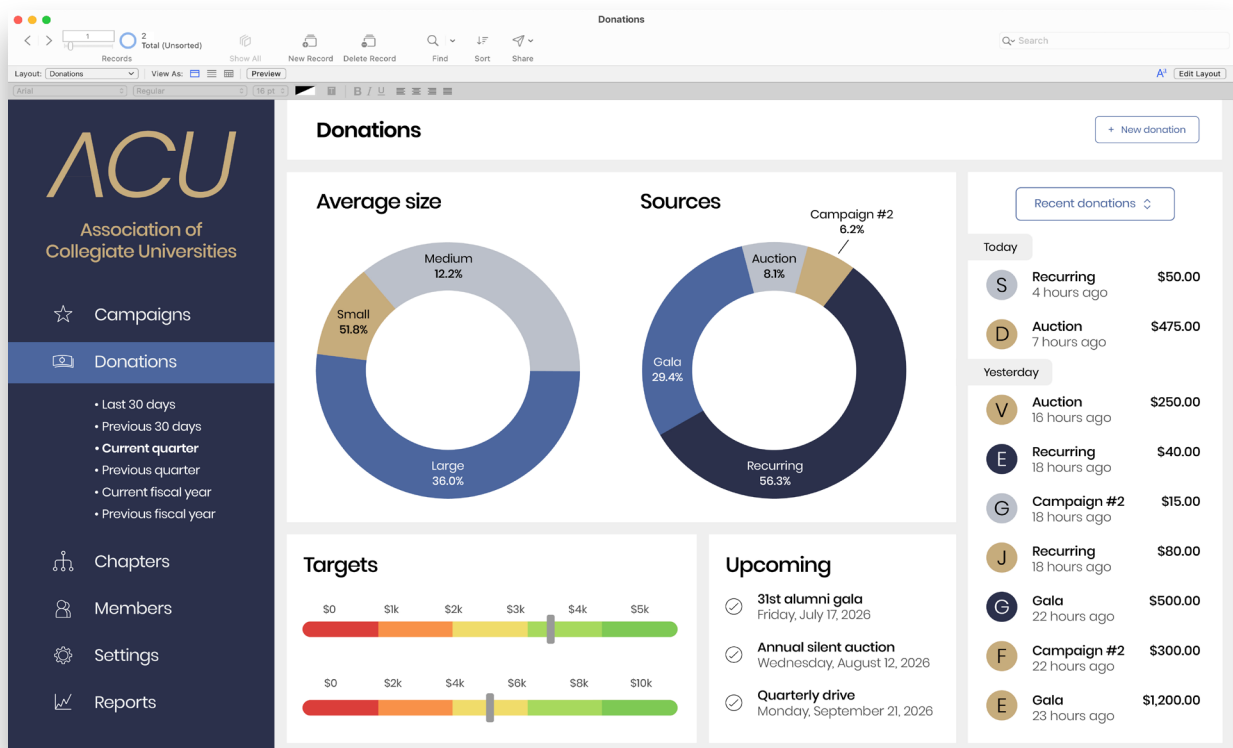 Donations
1
2
Total (Unsorted)
Records
Show All
New Record
Delete Record
Find
Sort
Share
Search
Layout:
Donations
View As:
Preview
Edit Layout
Arial
Regular
16 pt
B I U
ACU
Association of
Collegiate Universities
Campaigns
Donations
• Last 30 days
• Previous 30 days
• Current quarter
• Previous quarter
• Current fiscal year
• Previous fiscal year
Chapters
Members
Settings
Reports
Donations
+ New donation
Average size
Medium
12.2%
Small
51.8%
Large
36.0%
Sources
Campaign #2
6.2%
Auction
8.1%
Gala
29.4%
Recurring
56.3%
Targets
$0 $1k $2k $3k $4k $5k
$0 $2k $4k $6k $8k $10k
Upcoming
31st alumni gala
Friday, July 17, 2026
Annual silent auction
Wednesday, August 12, 2026
Quarterly drive
Monday, September 21, 2026
Recent donations
Today
S Recurring $50.00
4 hours ago
D Auction $475.00
7 hours ago
Yesterday
V Auction $250.00
16 hours ago
E Recurring $40.00
18 hours ago
G Campaign #2 $15.00
18 hours ago
J Recurring $80.00
18 hours ago
G Gala $500.00
22 hours ago
F Campaign #2 $300.00
22 hours ago
E Gala $1,200.00
23 hours ago